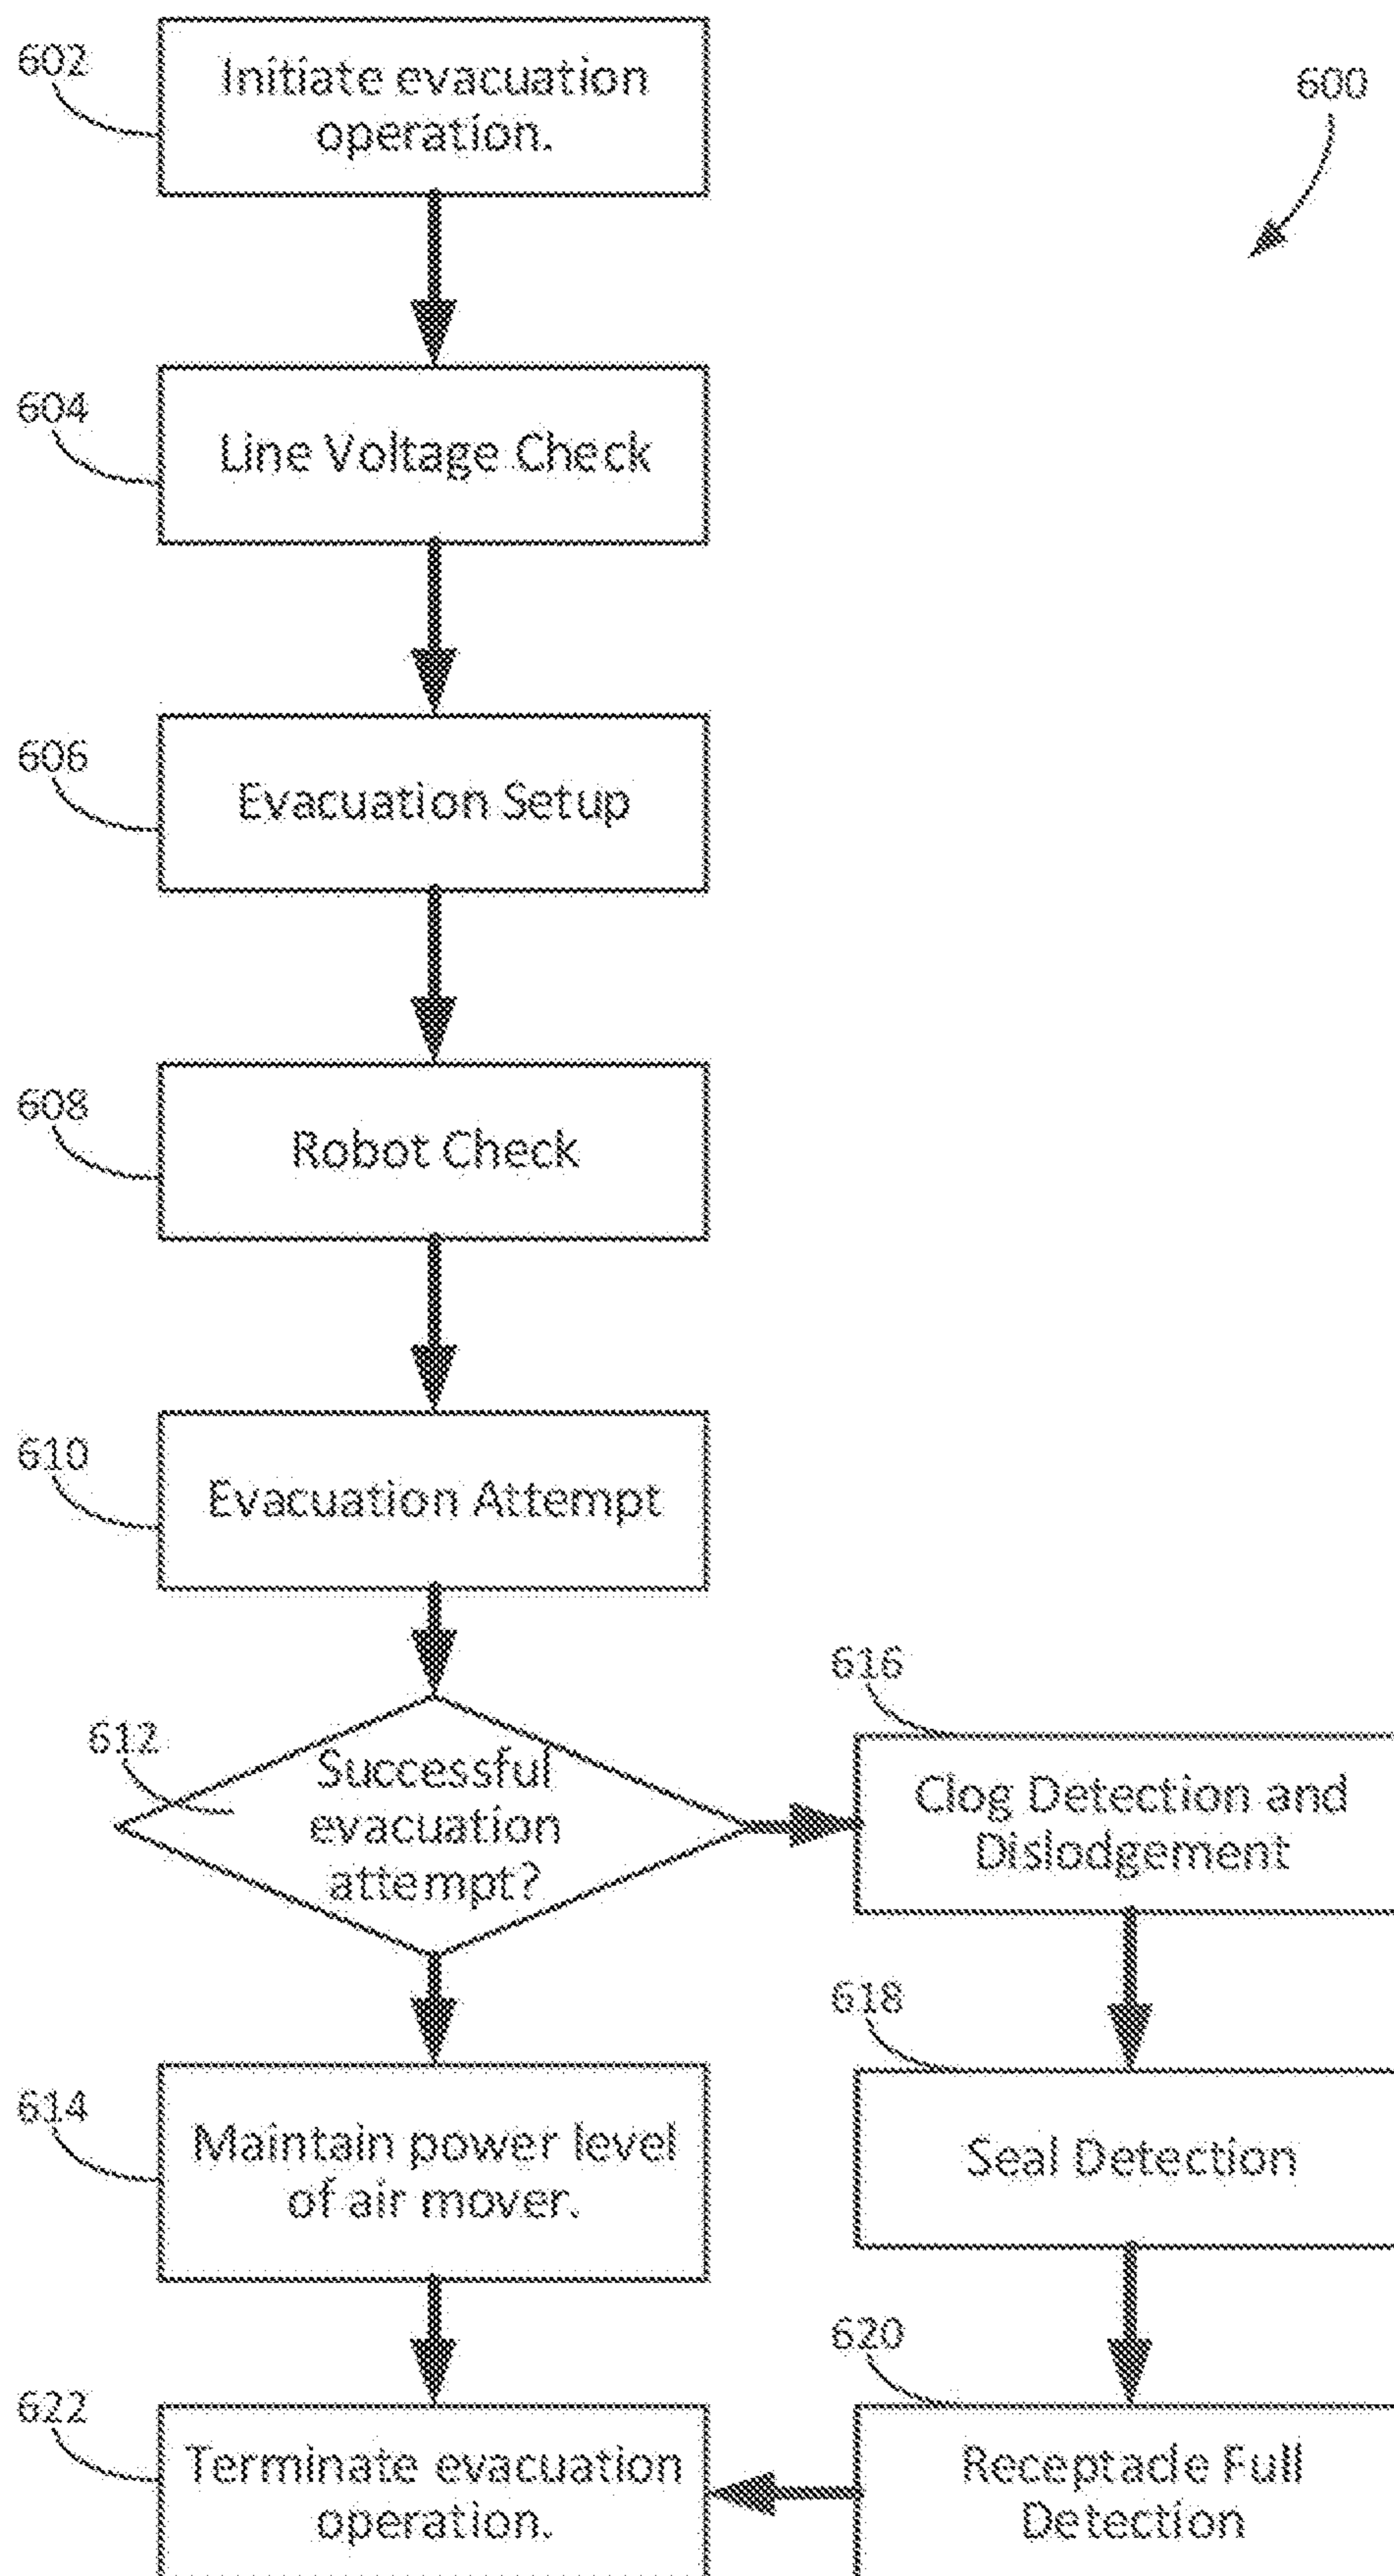 602
Initiate evacuation
operation.
600
604
Line Voltage Check
606
Evacuation Setup
608
Robot Check
610
Evacuation Attempt
612
Successful
evacuation
attempt?
616
Clog Detection and
Dislodgement
614
Maintain power level
of air mover.
618
Seal Detection
620
Receptacle Full
Detection
622
Terminate evacuation
operation.